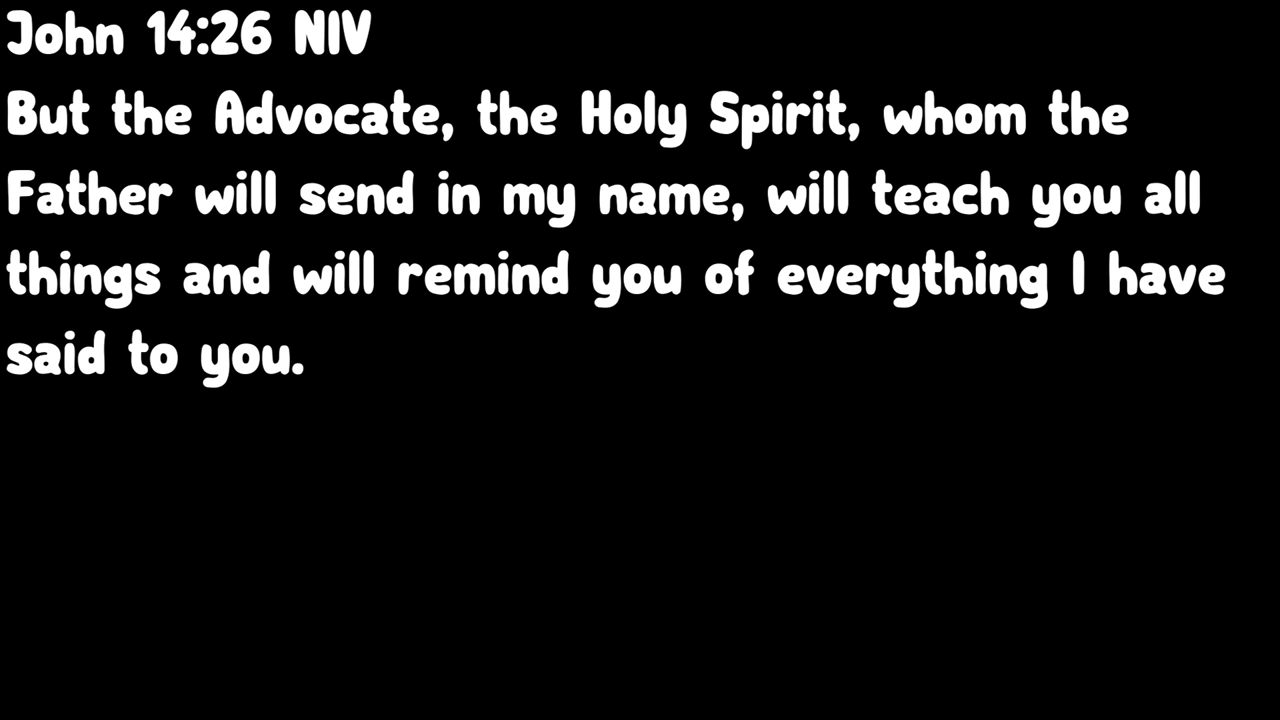 John 14:26 NIV
But the Advocate, the Holy Spirit, whom the
Father will send in my name, will teach you all
things and will remind you of everything I have
said to you.